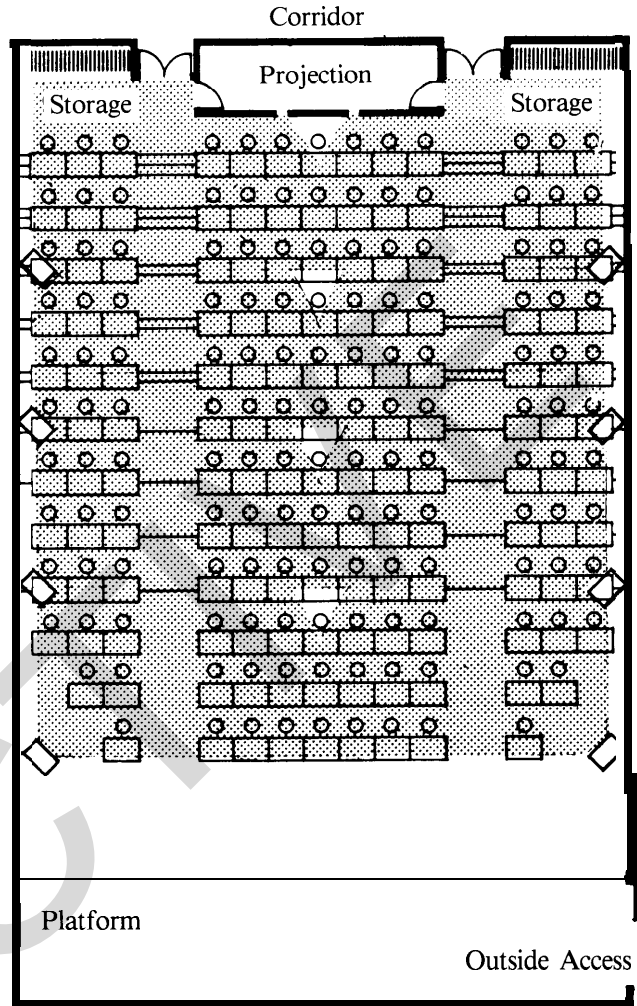 Corridor
Projection
Storage
Storage
Platform
Outside Access